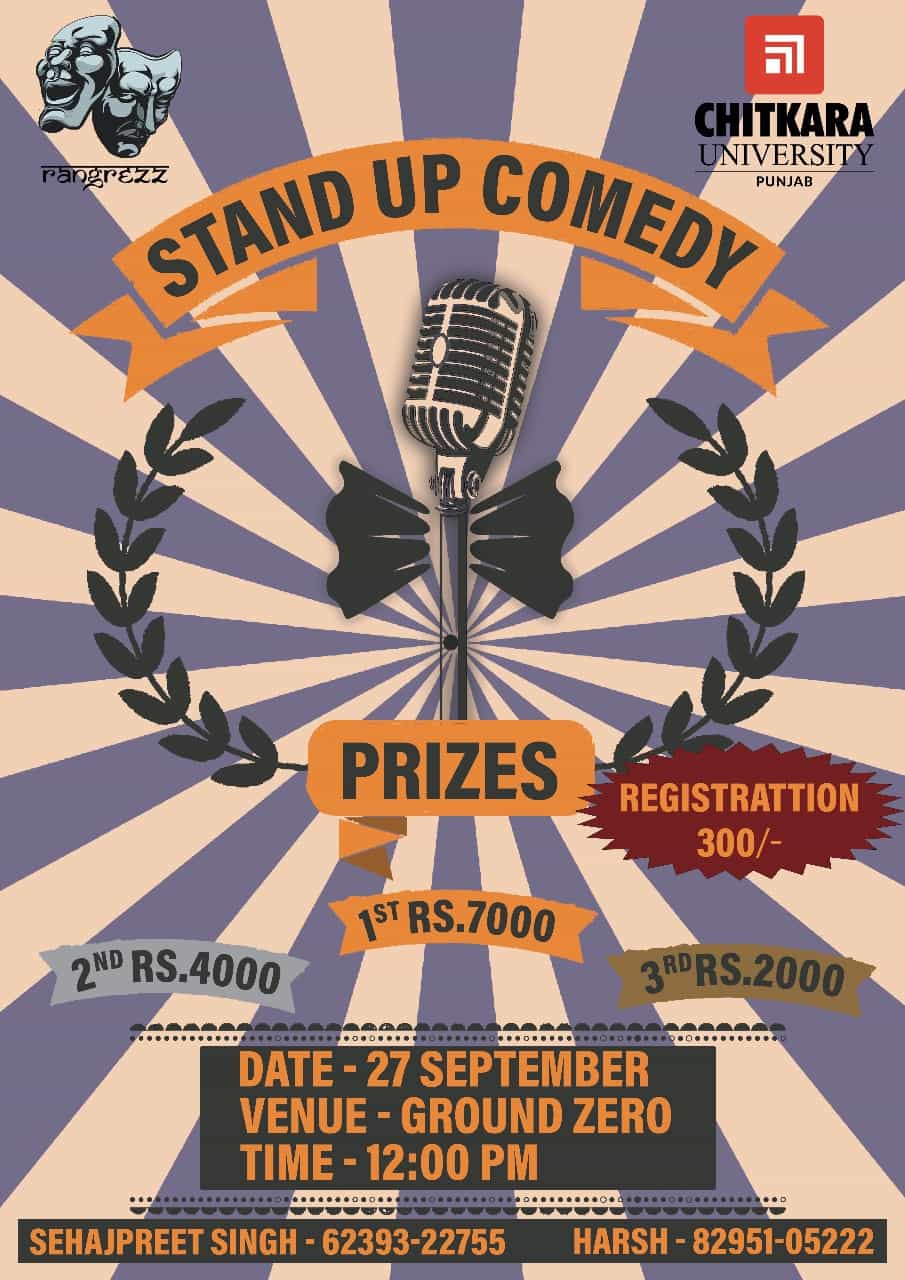 rangrezz
CHITKARA
UNIVERSITY
PUNJAB
STAND UP COMEDY
PRIZES
REGISTRATTION
300/-
1ST RS.7000
2ND RS.4000
3RD RS.2000
DATE - 27 SEPTEMBER
VENUE - GROUND ZERO
TIME - 12:00 PM
SEHAJPREET SINGH - 62393-22755
HARSH - 82951-05222